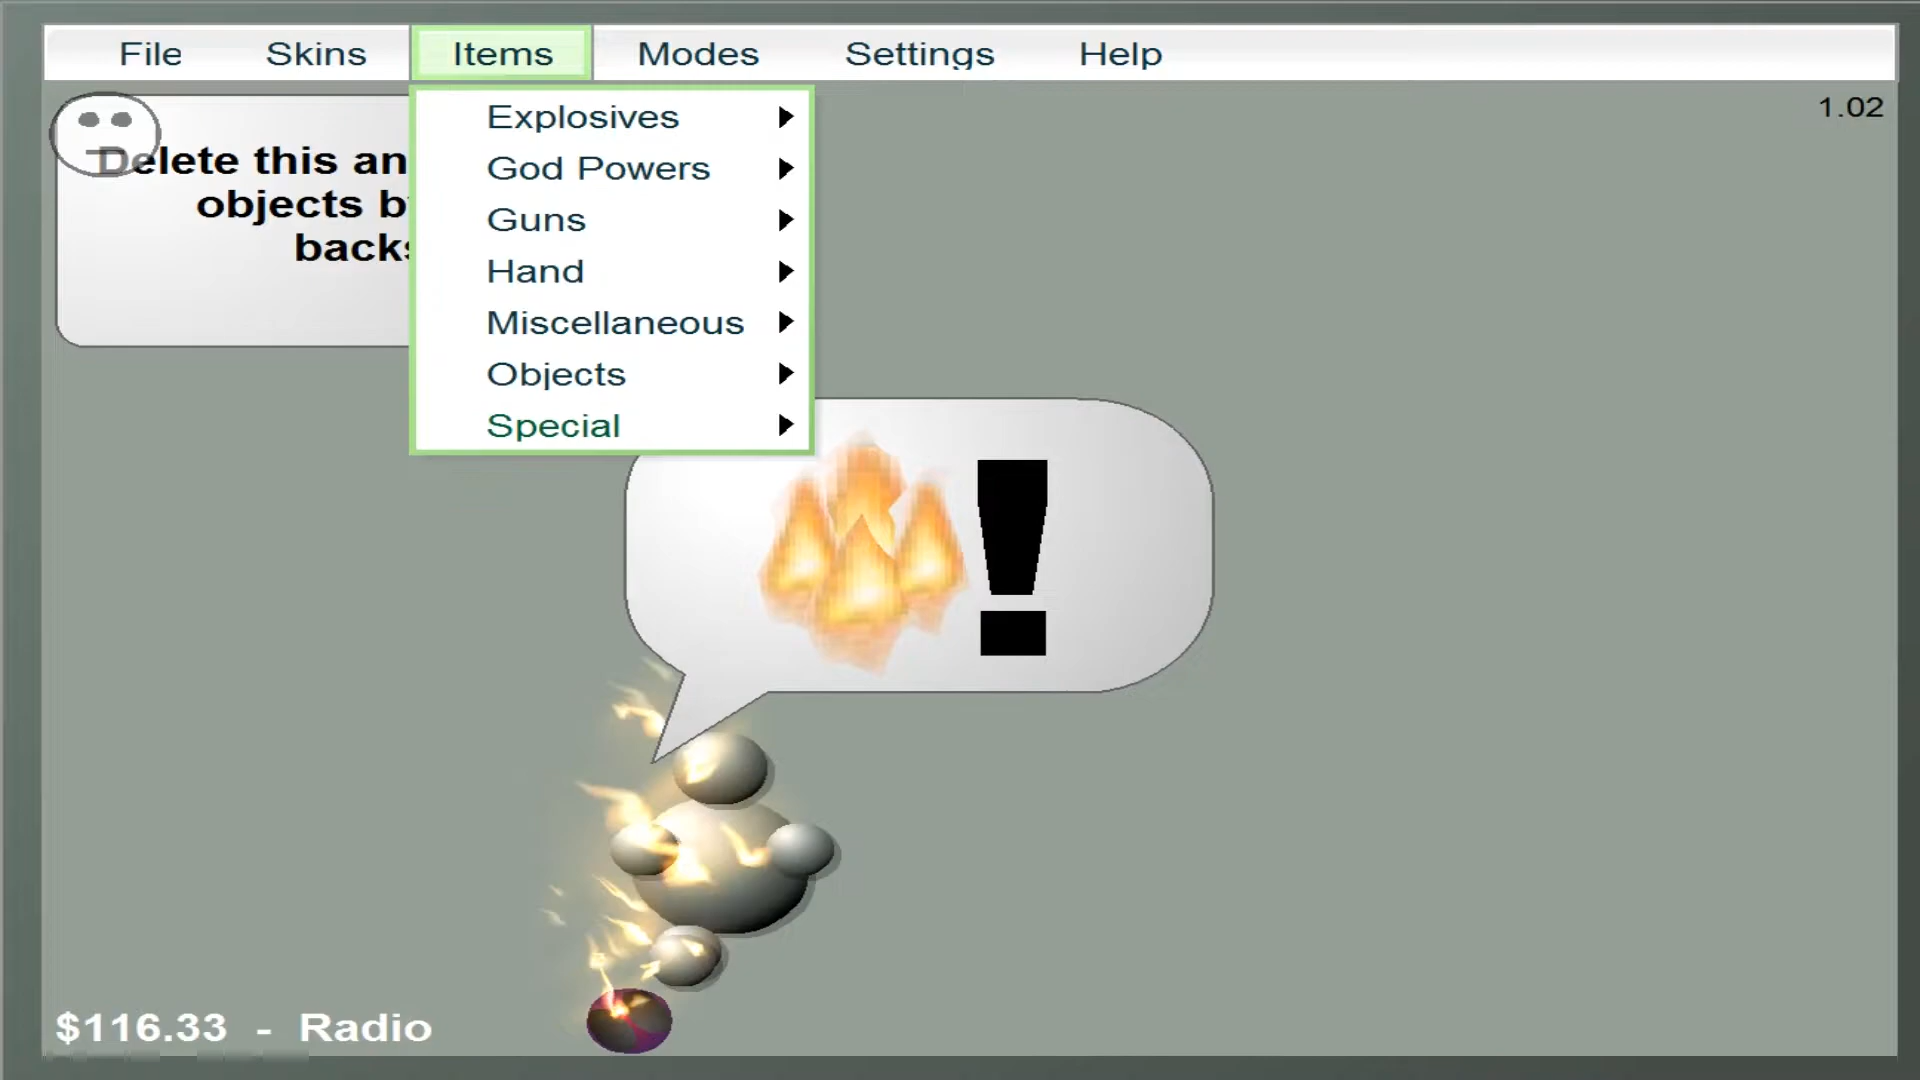 File Skins Items Modes Settings Help
1.02
Delete this an
objects b
back
Explosives
God Powers
Guns
Hand
Miscellaneous
Objects
Special
!
$116.33 - Radio